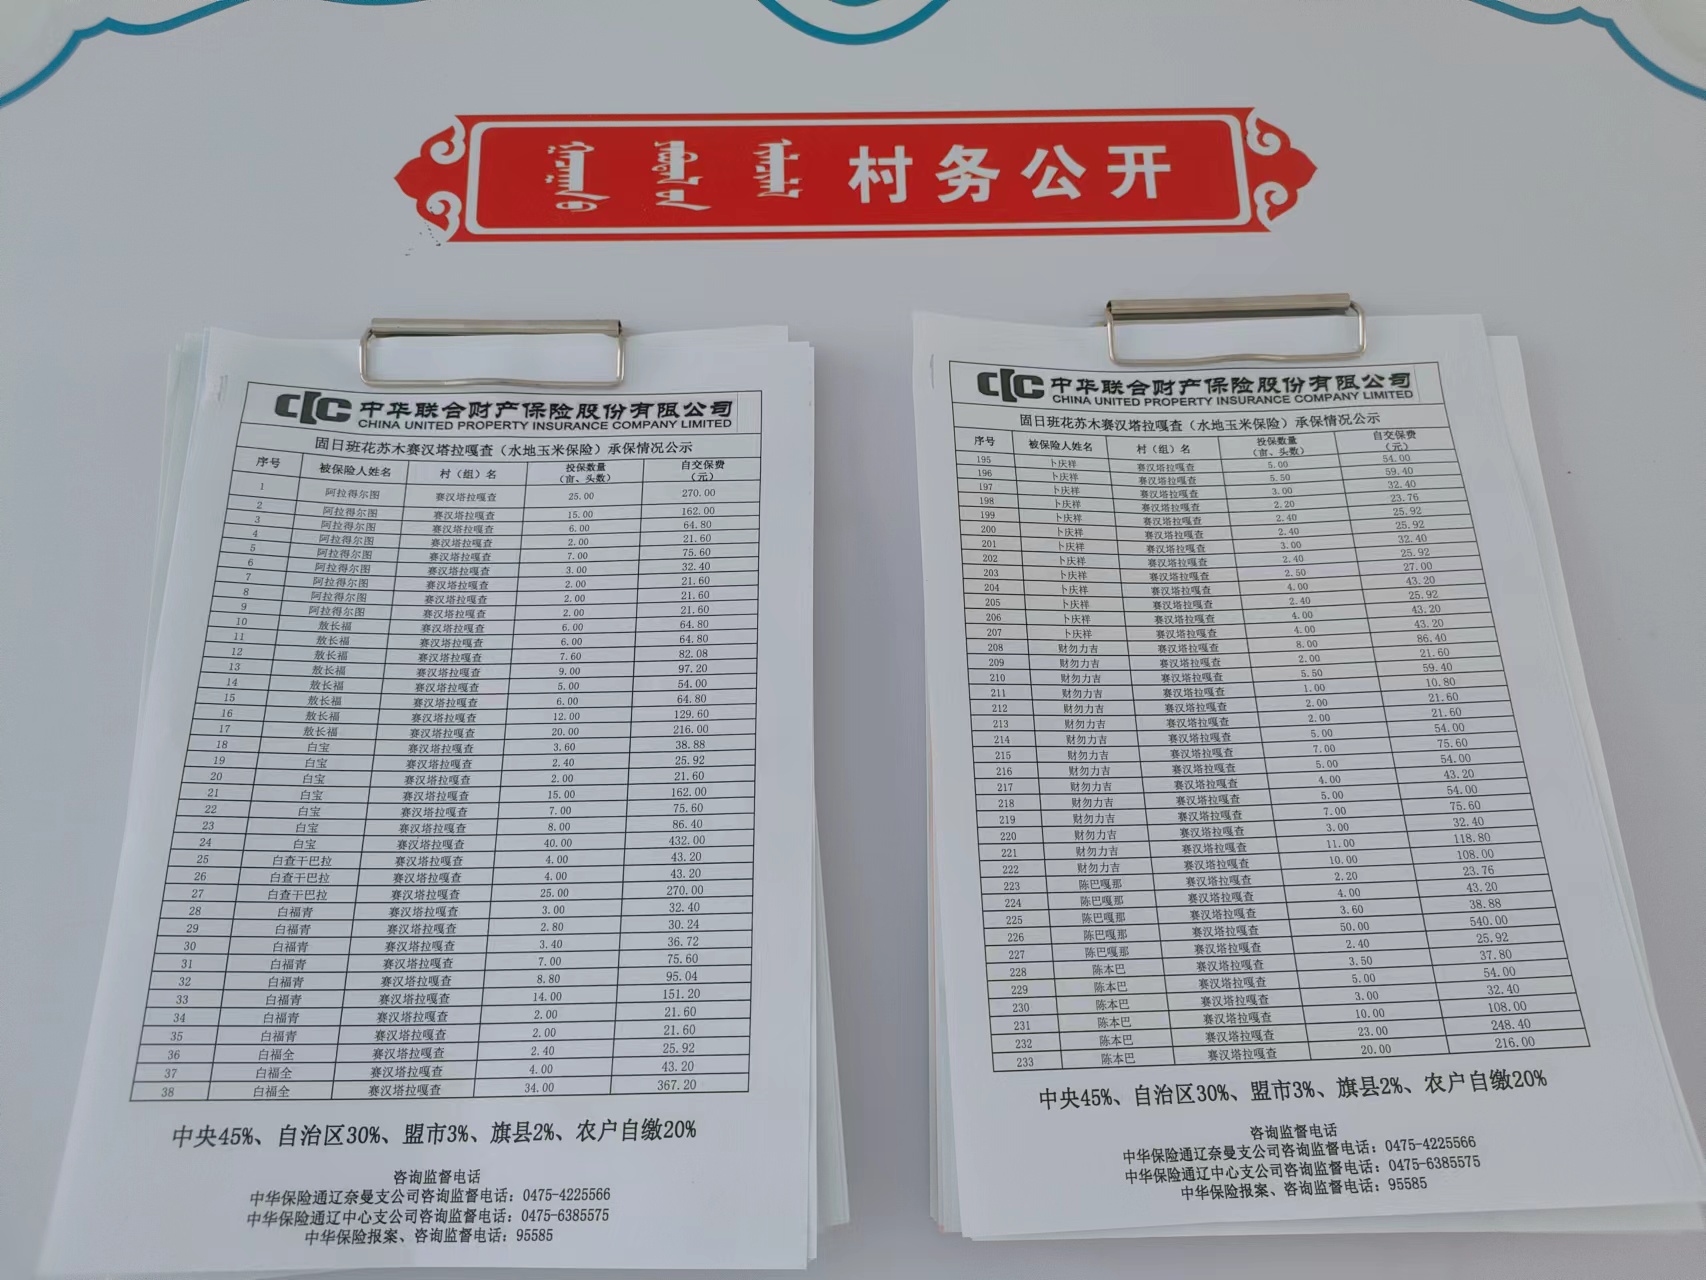 村务公开
CIC 中华联合财产保险股份有限公司
CHINA UNITED PROPERTY INSURANCE COMPANY LIMITED
固日班花苏木赛汉塔拉嘎查（水地玉米保险）承保情况公示
序号 被保险人姓名 村（组）名 投保数量（亩、头数） 自交保费（元）
1 阿拉得尔图 赛汉塔拉嘎查 25.00 270.00
2 阿拉得尔图 赛汉塔拉嘎查 15.00 162.00
3 阿拉得尔图 赛汉塔拉嘎查 6.00 64.80
4 阿拉得尔图 赛汉塔拉嘎查 2.00 21.60
5 阿拉得尔图 赛汉塔拉嘎查 7.00 75.60
6 阿拉得尔图 赛汉塔拉嘎查 3.00 32.40
7 阿拉得尔图 赛汉塔拉嘎查 2.00 21.60
8 阿拉得尔图 赛汉塔拉嘎查 2.00 21.60
9 阿拉得尔图 赛汉塔拉嘎查 2.00 21.60
10 敖长福 赛汉塔拉嘎查 6.00 64.80
11 敖长福 赛汉塔拉嘎查 6.00 64.80
12 敖长福 赛汉塔拉嘎查 7.60 82.08
13 敖长福 赛汉塔拉嘎查 9.00 97.20
14 敖长福 赛汉塔拉嘎查 5.00 54.00
15 敖长福 赛汉塔拉嘎查 6.00 64.80
16 敖长福 赛汉塔拉嘎查 12.00 129.60
17 敖长福 赛汉塔拉嘎查 20.00 216.00
18 白宝 赛汉塔拉嘎查 3.60 38.88
19 白宝 赛汉塔拉嘎查 2.40 25.92
20 白宝 赛汉塔拉嘎查 2.00 21.60
21 白宝 赛汉塔拉嘎查 15.00 162.00
22 白宝 赛汉塔拉嘎查 7.00 75.60
23 白宝 赛汉塔拉嘎查 8.00 86.40
24 白宝 赛汉塔拉嘎查 40.00 432.00
25 白查干巴拉 赛汉塔拉嘎查 4.00 43.20
26 白查干巴拉 赛汉塔拉嘎查 4.00 43.20
27 白查干巴拉 赛汉塔拉嘎查 25.00 270.00
28 白福青 赛汉塔拉嘎查 3.00 32.40
29 白福青 赛汉塔拉嘎查 2.80 30.24
30 白福青 赛汉塔拉嘎查 3.40 36.72
31 白福青 赛汉塔拉嘎查 7.00 75.60
32 白福青 赛汉塔拉嘎查 8.80 95.04
33 白福青 赛汉塔拉嘎查 14.00 151.20
34 白福青 赛汉塔拉嘎查 2.00 21.60
35 白福青 赛汉塔拉嘎查 2.00 21.60
36 白福全 赛汉塔拉嘎查 2.40 25.92
37 白福全 赛汉塔拉嘎查 4.00 43.20
38 白福全 赛汉塔拉嘎查 34.00 367.20
中央45%、自治区30%、盟市3%、旗县2%、农户自缴20%
咨询监督电话
中华保险通辽奈曼支公司咨询监督电话：0475-4225566
中华保险通辽中心支公司咨询监督电话：0475-6385575
中华保险报案、咨询监督电话：95585
CIC 中华联合财产保险股份有限公司
CHINA UNITED PROPERTY INSURANCE COMPANY LIMITED
固日班花苏木赛汉塔拉嘎查（水地玉米保险）承保情况公示
序号 被保险人姓名 村（组）名 投保数量（亩、头数） 自交保费（元）
195 卜庆祥 赛汉塔拉嘎查 5.00 54.00
196 卜庆祥 赛汉塔拉嘎查 5.50 59.40
197 卜庆祥 赛汉塔拉嘎查 3.00 32.40
198 卜庆祥 赛汉塔拉嘎查 2.20 23.76
199 卜庆祥 赛汉塔拉嘎查 2.40 25.92
200 卜庆祥 赛汉塔拉嘎查 2.40 25.92
201 卜庆祥 赛汉塔拉嘎查 3.00 32.40
202 卜庆祥 赛汉塔拉嘎查 2.40 25.92
203 卜庆祥 赛汉塔拉嘎查 2.50 27.00
204 卜庆祥 赛汉塔拉嘎查 4.00 43.20
205 卜庆祥 赛汉塔拉嘎查 2.40 25.92
206 卜庆祥 赛汉塔拉嘎查 4.00 43.20
207 卜庆祥 赛汉塔拉嘎查 4.00 43.20
208 财勿力吉 赛汉塔拉嘎查 8.00 86.40
209 财勿力吉 赛汉塔拉嘎查 2.00 21.60
210 财勿力吉 赛汉塔拉嘎查 5.50 59.40
211 财勿力吉 赛汉塔拉嘎查 1.00 10.80
212 财勿力吉 赛汉塔拉嘎查 2.00 21.60
213 财勿力吉 赛汉塔拉嘎查 2.00 21.60
214 财勿力吉 赛汉塔拉嘎查 5.00 54.00
215 财勿力吉 赛汉塔拉嘎查 7.00 75.60
216 财勿力吉 赛汉塔拉嘎查 5.00 54.00
217 财勿力吉 赛汉塔拉嘎查 4.00 43.20
218 财勿力吉 赛汉塔拉嘎查 5.00 54.00
219 财勿力吉 赛汉塔拉嘎查 7.00 75.60
220 财勿力吉 赛汉塔拉嘎查 3.00 32.40
221 财勿力吉 赛汉塔拉嘎查 11.00 118.80
222 财勿力吉 赛汉塔拉嘎查 10.00 108.00
223 陈巴嘎那 赛汉塔拉嘎查 2.20 23.76
224 陈巴嘎那 赛汉塔拉嘎查 4.00 43.20
225 陈巴嘎那 赛汉塔拉嘎查 3.60 38.88
226 陈巴嘎那 赛汉塔拉嘎查 50.00 540.00
227 陈巴嘎那 赛汉塔拉嘎查 2.40 25.92
228 陈本巴 赛汉塔拉嘎查 3.50 37.80
229 陈本巴 赛汉塔拉嘎查 5.00 54.00
230 陈本巴 赛汉塔拉嘎查 3.00 32.40
231 陈本巴 赛汉塔拉嘎查 10.00 108.00
232 陈本巴 赛汉塔拉嘎查 23.00 248.40
233 陈本巴 赛汉塔拉嘎查 20.00 216.00
中央45%、自治区30%、盟市3%、旗县2%、农户自缴20%
咨询监督电话
中华保险通辽奈曼支公司咨询监督电话：0475-4225566
中华保险通辽中心支公司咨询监督电话：0475-6385575
中华保险报案、咨询监督电话：95585